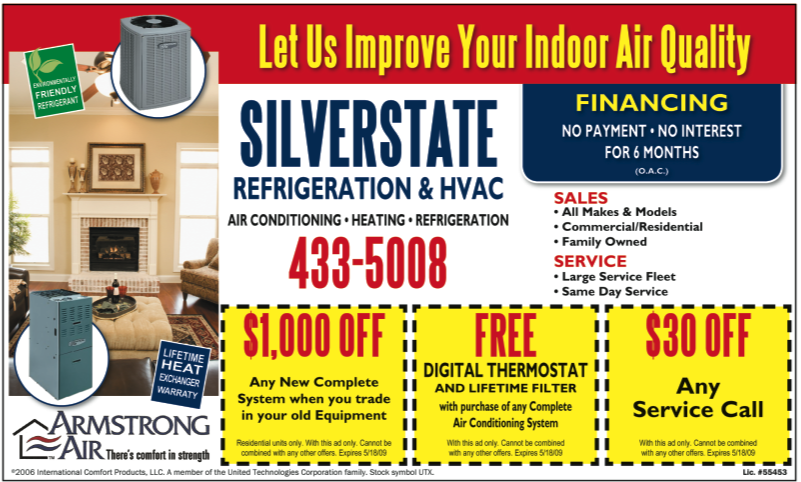 Let Us Improve Your Indoor Air Quality
ENVIRONMENTALLY
FRIENDLY
REFRIGERANT
SILVERSTATE
REFRIGERATION & HVAC
AIR CONDITIONING • HEATING • REFRIGERATION
433-5008
FINANCING
NO PAYMENT • NO INTEREST
FOR 6 MONTHS
(O.A.C.)
SALES
• All Makes & Models
• Commercial/Residential
• Family Owned
SERVICE
• Large Service Fleet
• Same Day Service
LIFETIME
HEAT
EXCHANGER
WARRATY
ARMSTRONG
AIR
TM
There's comfort in strength
$1,000 OFF
Any New Complete
System when you trade
in your old Equipment
Residential units only. With this ad only. Cannot be
combined with any other offers. Expires 5/18/09
FREE
DIGITAL THERMOSTAT
AND LIFETIME FILTER
with purchase of any Complete
Air Conditioning System
With this ad only. Cannot be combined
with any other offers. Expires 5/18/09
$30 OFF
Any
Service Call
With this ad only. Cannot be combined
with any other offers. Expires 5/18/09
©2006 International Comfort Products, LLC. A member of the United Technologies Corporation family. Stock symbol UTX.
Lic. #55453